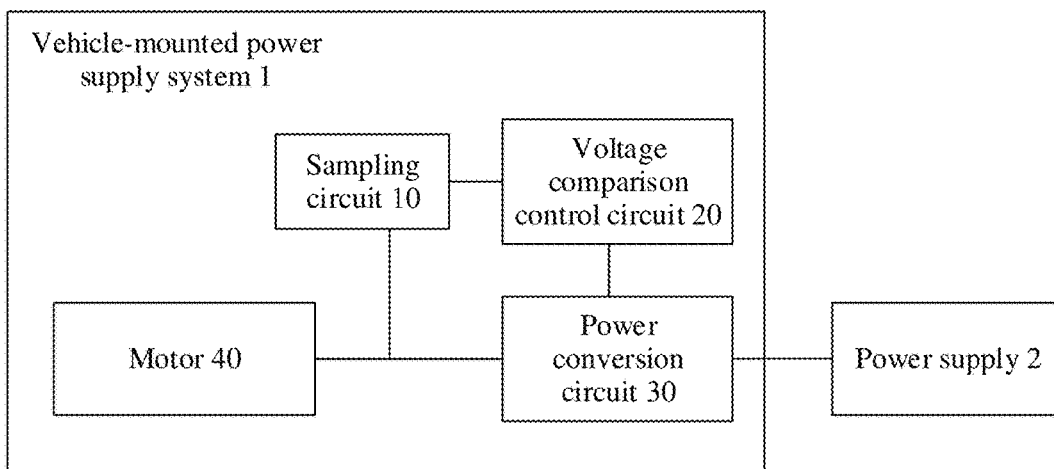 Vehicle-mounted power
supply system 1
Sampling
circuit 10
Voltage
comparison
control circuit 20
Motor 40
Power
conversion
circuit 30
Power supply 2